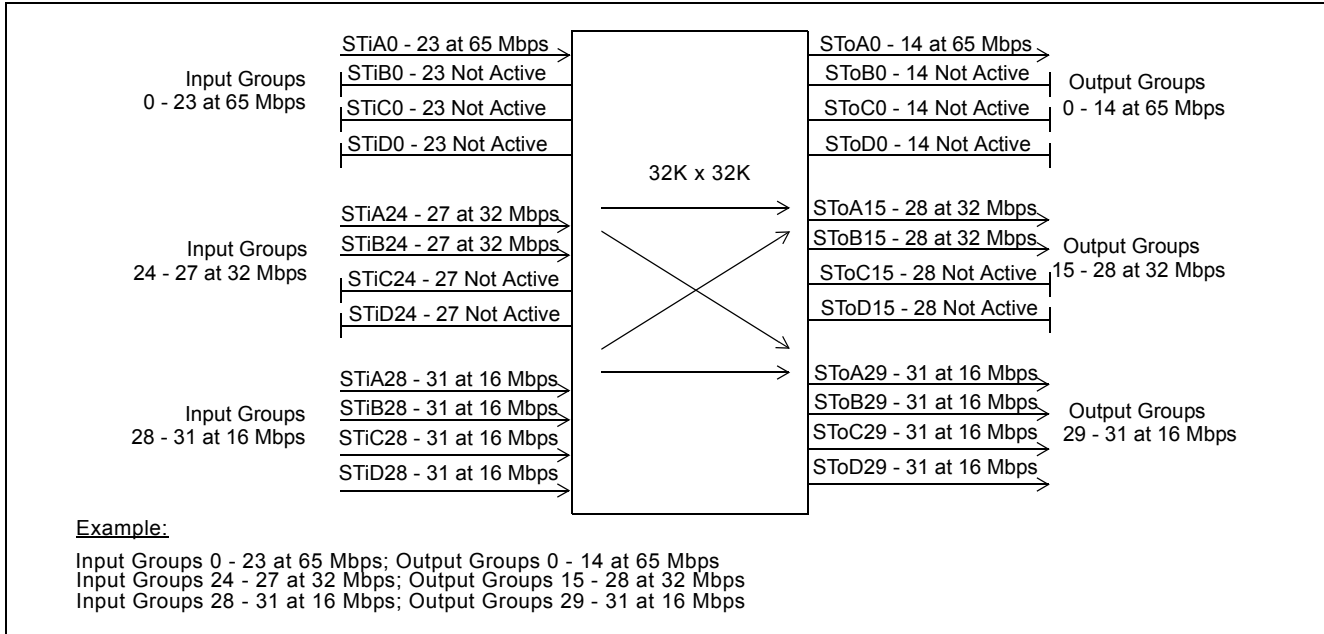 STiA0 - 23 at 65 Mbps
STiB0 - 23 Not Active
STiC0 - 23 Not Active
STiD0 - 23 Not Active
Input Groups
0 - 23 at 65 Mbps
STiA24 - 27 at 32 Mbps
STiB24 - 27 at 32 Mbps
STiC24 - 27 Not Active
STiD24 - 27 Not Active
Input Groups
24 - 27 at 32 Mbps
STiA28 - 31 at 16 Mbps
STiB28 - 31 at 16 Mbps
STiC28 - 31 at 16 Mbps
STiD28 - 31 at 16 Mbps
Input Groups
28 - 31 at 16 Mbps
32K x 32K
SToA0 - 14 at 65 Mbps
SToB0 - 14 Not Active
SToC0 - 14 Not Active
SToD0 - 14 Not Active
Output Groups
0 - 14 at 65 Mbps
SToA15 - 28 at 32 Mbps
SToB15 - 28 at 32 Mbps
SToC15 - 28 Not Active
SToD15 - 28 Not Active
Output Groups
15 - 28 at 32 Mbps
SToA29 - 31 at 16 Mbps
SToB29 - 31 at 16 Mbps
SToC29 - 31 at 16 Mbps
SToD29 - 31 at 16 Mbps
Output Groups
29 - 31 at 16 Mbps
Example:
Input Groups 0 - 23 at 65 Mbps; Output Groups 0 - 14 at 65 Mbps
Input Groups 24 - 27 at 32 Mbps; Output Groups 15 - 28 at 32 Mbps
Input Groups 28 - 31 at 16 Mbps; Output Groups 29 - 31 at 16 Mbps